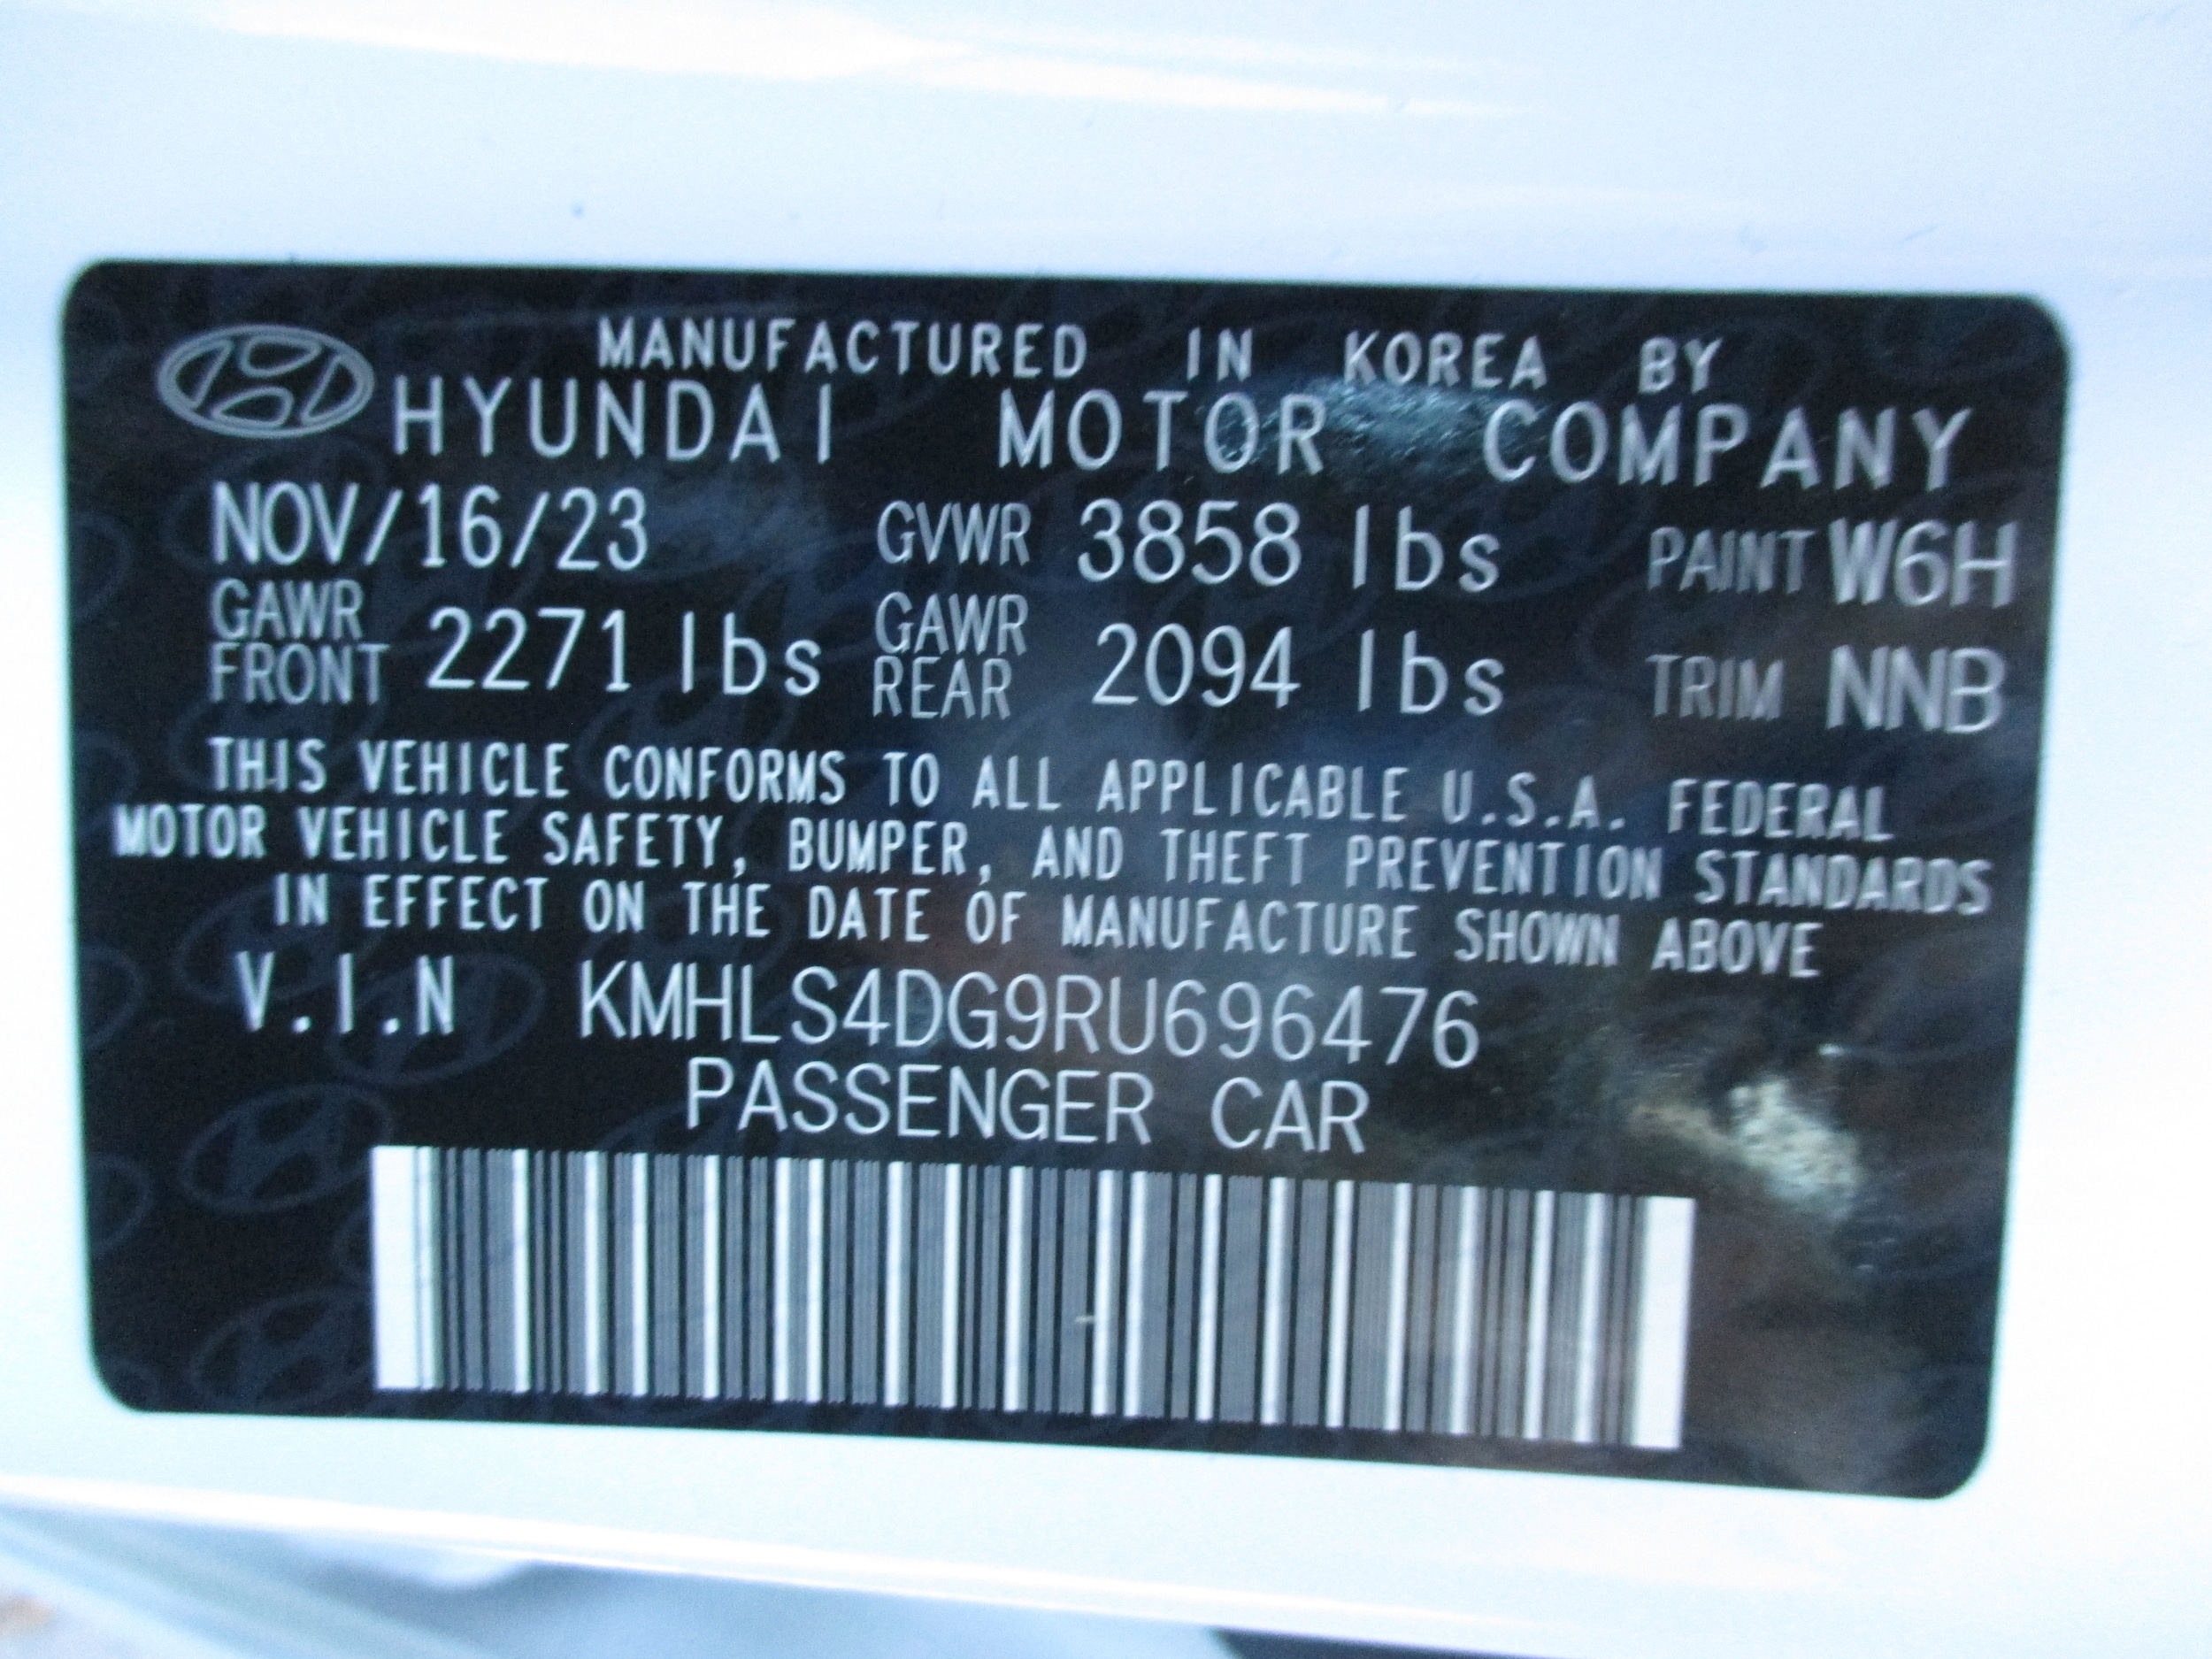 MANUFACTURED IN KOREA BY
HYUNDAI MOTOR COMPANY
NOV/16/23 GVWR 3858 lbs PAINT W6H
GAWR FRONT 2271 lbs GAWR REAR 2094 lbs TRIM NNB
THIS VEHICLE CONFORMS TO ALL APPLICABLE U.S.A. FEDERAL
MOTOR VEHICLE SAFETY, BUMPER, AND THEFT PREVENTION STANDARDS
IN EFFECT ON THE DATE OF MANUFACTURE SHOWN ABOVE
V.I.N KMHLS4DG9RU696476
PASSENGER CAR